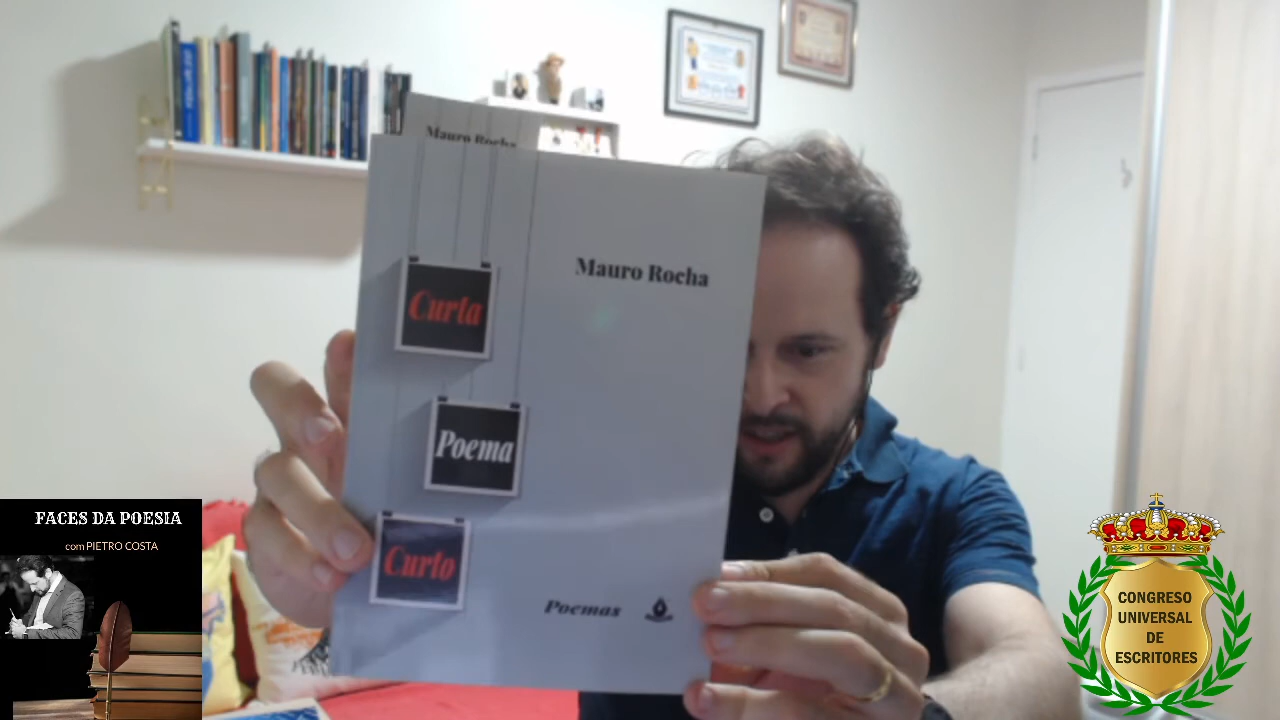 Mauro Rocha
Mauro Rocha
Curta
Poema
Curto
Poemas
FACES DA POESIA
com PIETRO COSTA
CONGRESO
UNIVERSAL
DE
ESCRITORES